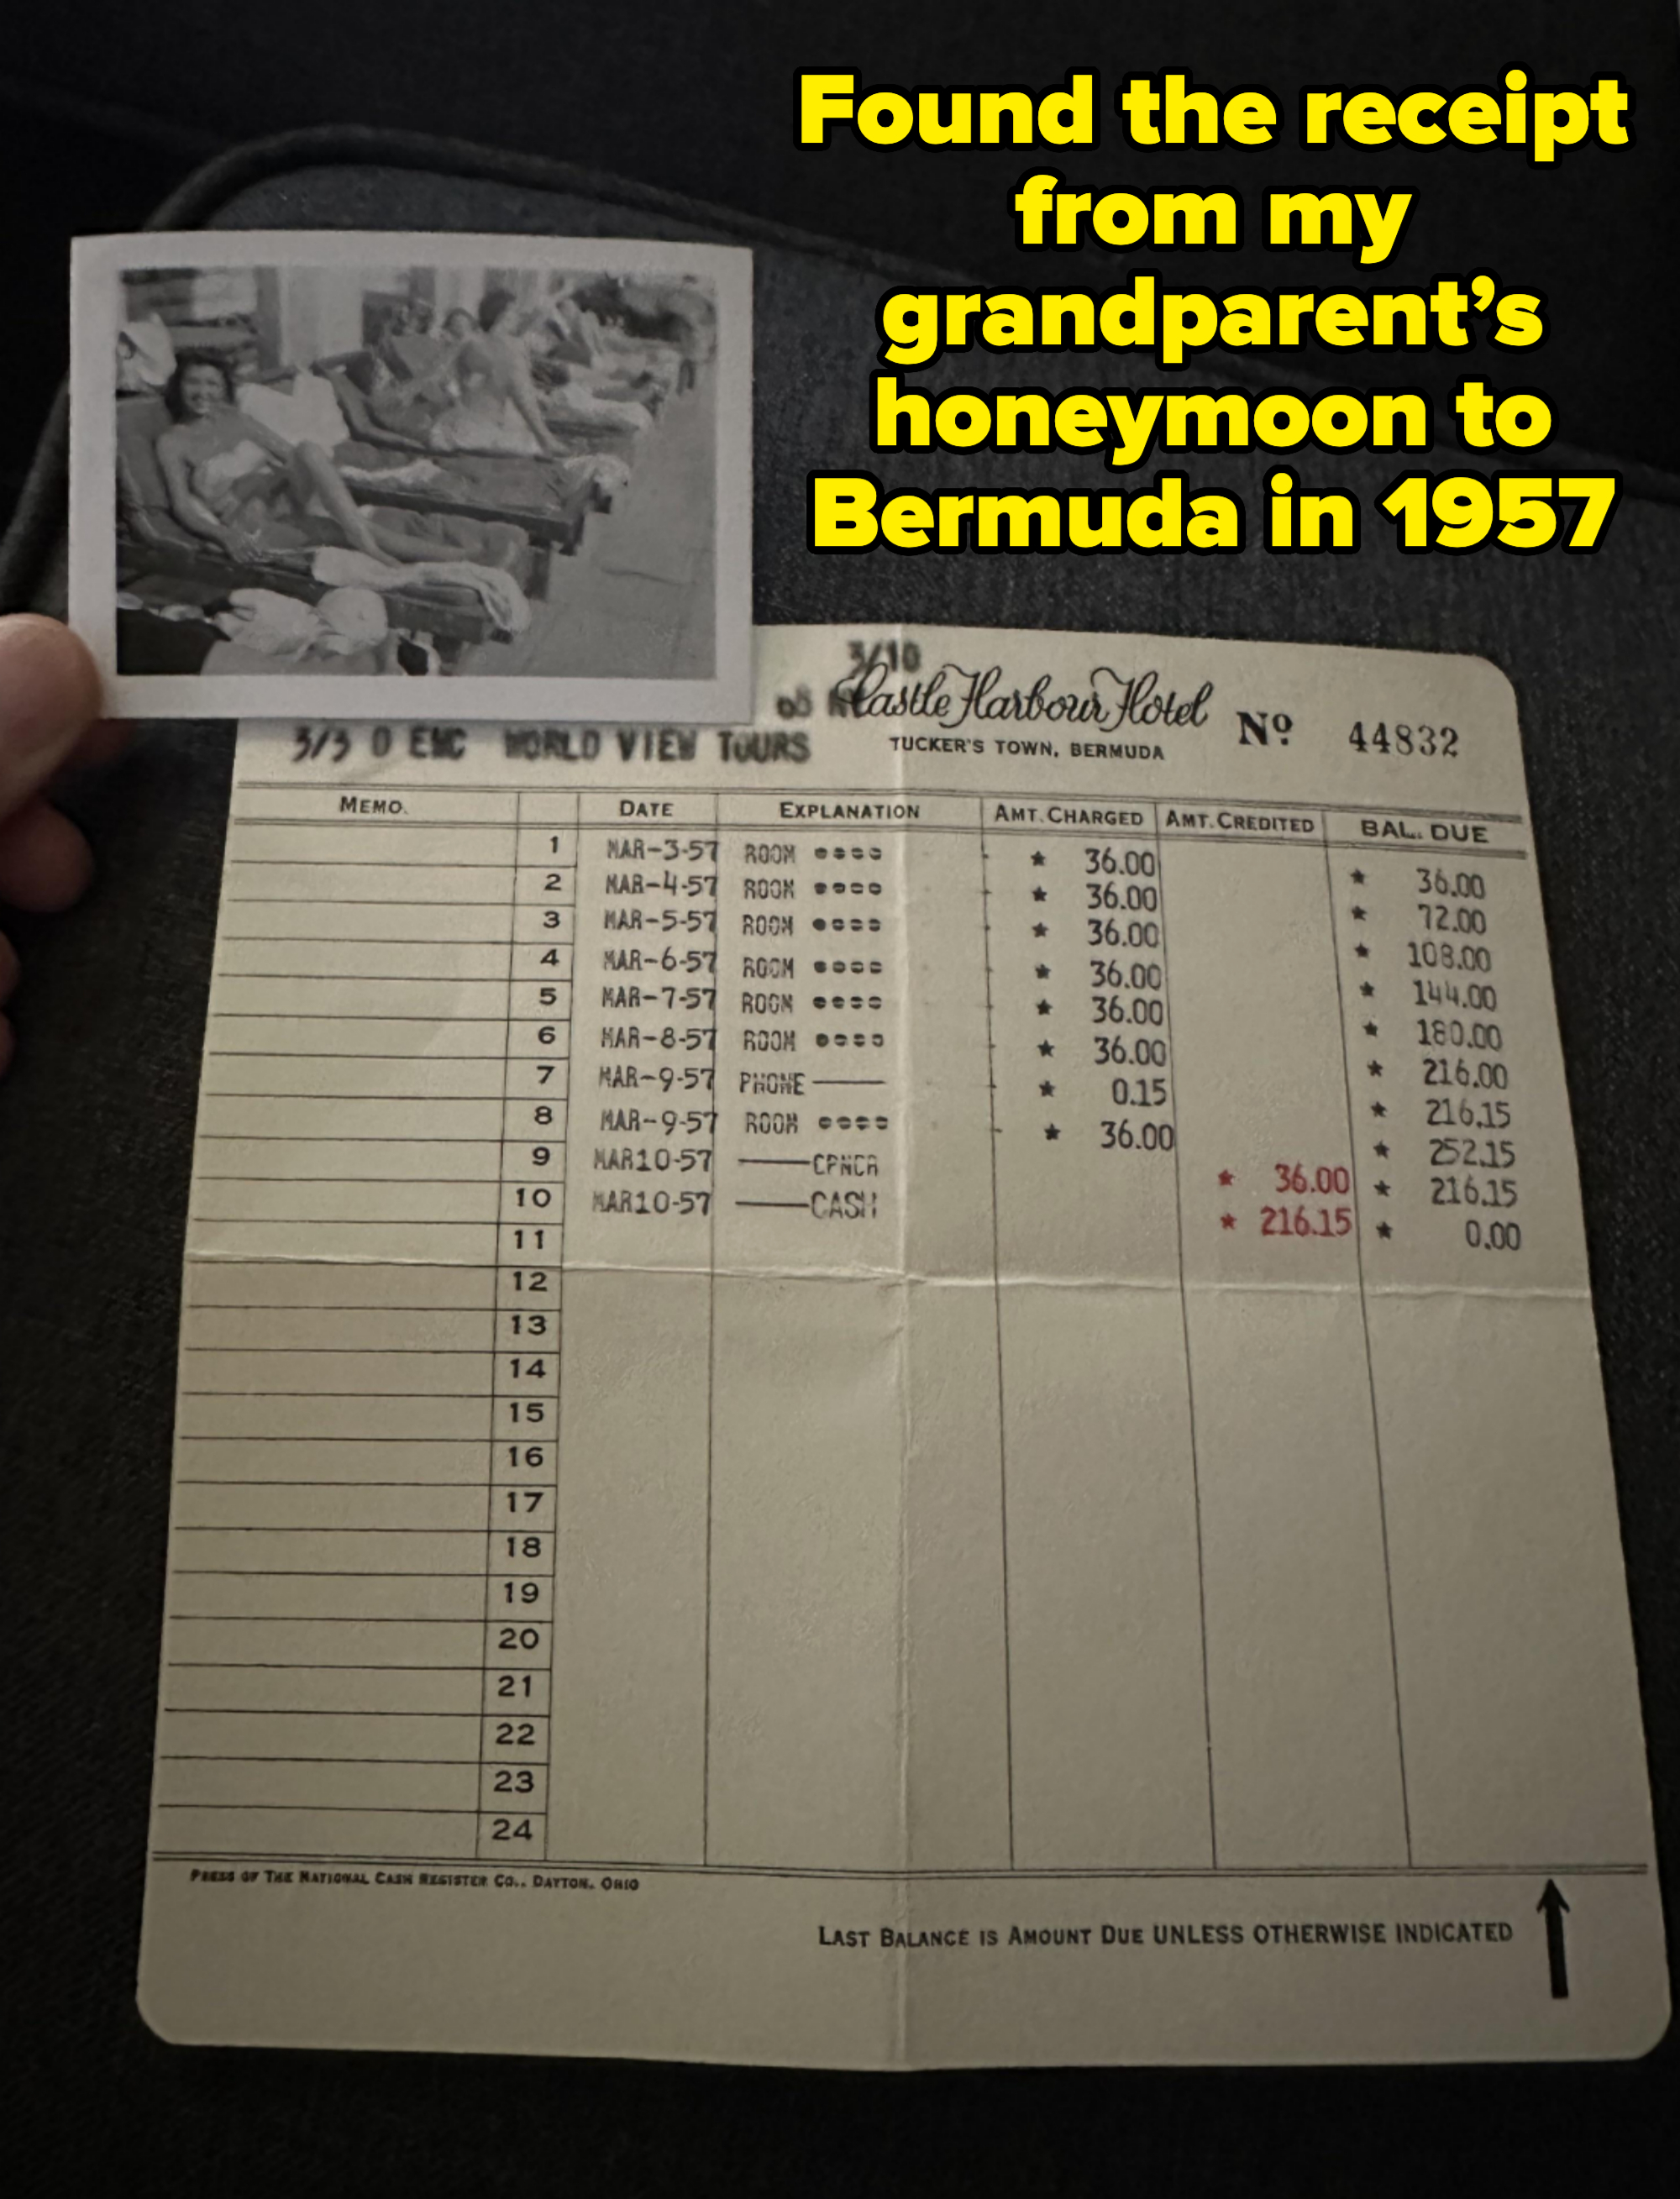 Found the receipt
from my
grandparent’s
honeymoon to
Bermuda in 1957
3/10
Castle Harbour Hotel
TUCKER'S TOWN, BERMUDA
Nº 44832
3/3 O EMC WORLD VIEW TOURS
MEMO. DATE EXPLANATION AMT. CHARGED AMT. CREDITED BAL. DUE
1 MAR-3-57 ROOM ★ 36.00 ★ 36.00
2 MAR-4-57 ROOM ★ 36.00 ★ 72.00
3 MAR-5-57 ROOM ★ 36.00 ★ 108.00
4 MAR-6-57 ROOM ★ 36.00 ★ 144.00
5 MAR-7-57 ROOM ★ 36.00 ★ 180.00
6 MAR-8-57 ROOM ★ 36.00 ★ 216.00
7 MAR-9-57 PHONE ★ 0.15 ★ 216.15
8 MAR-9-57 ROOM ★ 36.00 ★ 252.15
9 MAR10-57 ★ 36.00 ★ 216.15
10 MAR10-57 CASH ★ 216.15 ★ 0.00
11
12
13
14
15
16
17
18
19
20
21
22
23
24
PRESS OF THE NATIONAL CASH REGISTER CO., DAYTON, OHIO
LAST BALANCE IS AMOUNT DUE UNLESS OTHERWISE INDICATED